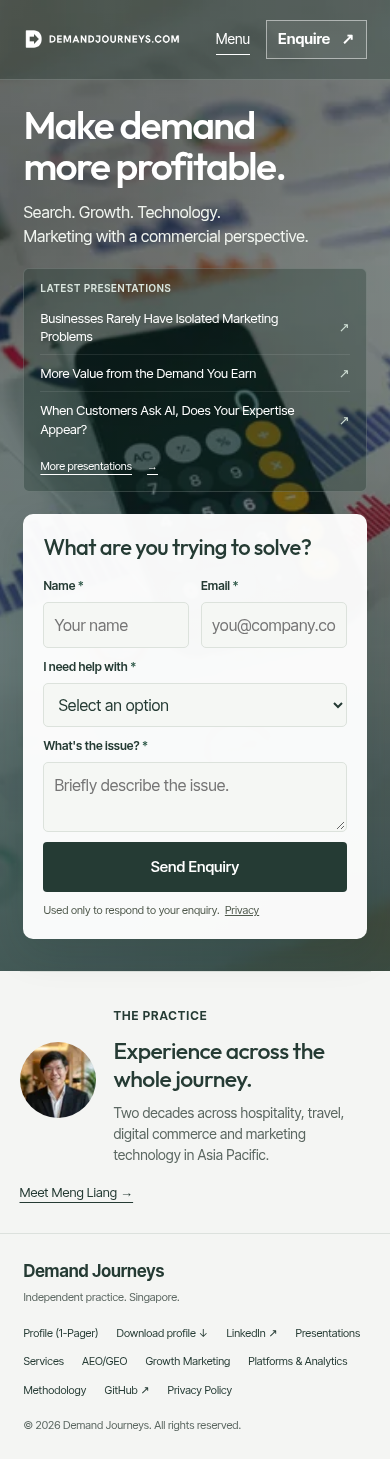 DEMANDJOURNEYS.COM
Menu
Enquire ↗
Make demand
more profitable.
Search. Growth. Technology.
Marketing with a commercial perspective.
LATEST PRESENTATIONS
Businesses Rarely Have Isolated Marketing
Problems ↗
More Value from the Demand You Earn ↗
When Customers Ask AI, Does Your Expertise
Appear? ↗
More presentations →
What are you trying to solve?
Name * Email *
Your name you@company.co
I need help with *
Select an option
What's the issue? *
Briefly describe the issue.
Send Enquiry
Used only to respond to your enquiry. Privacy
THE PRACTICE
Experience across the
whole journey.
Two decades across hospitality, travel,
digital commerce and marketing
technology in Asia Pacific.
Meet Meng Liang →
Demand Journeys
Independent practice. Singapore.
Profile (1-Pager) Download profile ↓ LinkedIn ↗ Presentations
Services AEO/GEO Growth Marketing Platforms & Analytics
Methodology GitHub ↗ Privacy Policy
© 2026 Demand Journeys. All rights reserved.